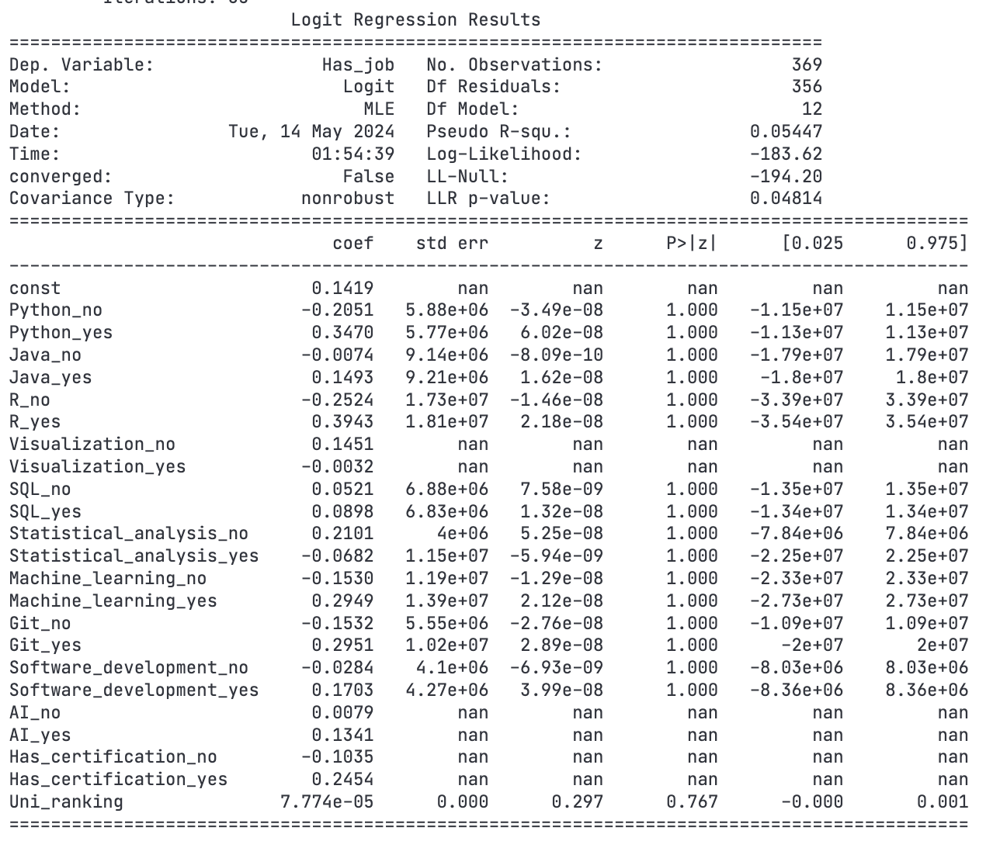 Iterations:
Logit Regression Results
==============================================================================
Dep. Variable: Has_job No. Observations: 369
Model: Logit Df Residuals: 356
Method: MLE Df Model: 12
Date: Tue, 14 May 2024 Pseudo R-squ.: 0.05447
Time: 01:54:39 Log-Likelihood: -183.62
converged: False LL-Null: -194.20
Covariance Type: nonrobust LLR p-value: 0.04814
============================================================================================
coef std err z P>|z| [0.025 0.975]
--------------------------------------------------------------------------------------------
const 0.1419 nan nan nan nan nan
Python_no -0.2051 5.88e+06 -3.49e-08 1.000 -1.15e+07 1.15e+07
Python_yes 0.3470 5.77e+06 6.02e-08 1.000 -1.13e+07 1.13e+07
Java_no -0.0074 9.14e+06 -8.09e-10 1.000 -1.79e+07 1.79e+07
Java_yes 0.1493 9.21e+06 1.62e-08 1.000 -1.8e+07 1.8e+07
R_no -0.2524 1.73e+07 -1.46e-08 1.000 -3.39e+07 3.39e+07
R_yes 0.3943 1.81e+07 2.18e-08 1.000 -3.54e+07 3.54e+07
Visualization_no 0.1451 nan nan nan nan nan
Visualization_yes -0.0032 nan nan nan nan nan
SQL_no 0.0521 6.88e+06 7.58e-09 1.000 -1.35e+07 1.35e+07
SQL_yes 0.0898 6.83e+06 1.32e-08 1.000 -1.34e+07 1.34e+07
Statistical_analysis_no 0.2101 4e+06 5.25e-08 1.000 -7.84e+06 7.84e+06
Statistical_analysis_yes -0.0682 1.15e+07 -5.94e-09 1.000 -2.25e+07 2.25e+07
Machine_learning_no -0.1530 1.19e+07 -1.29e-08 1.000 -2.33e+07 2.33e+07
Machine_learning_yes 0.2949 1.39e+07 2.12e-08 1.000 -2.73e+07 2.73e+07
Git_no -0.1532 5.55e+06 -2.76e-08 1.000 -1.09e+07 1.09e+07
Git_yes 0.2951 1.02e+07 2.89e-08 1.000 -2e+07 2e+07
Software_development_no -0.0284 4.1e+06 -6.93e-09 1.000 -8.03e+06 8.03e+06
Software_development_yes 0.1703 4.27e+06 3.99e-08 1.000 -8.36e+06 8.36e+06
AI_no 0.0079 nan nan nan nan nan
AI_yes 0.1341 nan nan nan nan nan
Has_certification_no -0.1035 nan nan nan nan nan
Has_certification_yes 0.2454 nan nan nan nan nan
Uni_ranking 7.774e-05 0.000 0.297 0.767 -0.000 0.001
============================================================================================